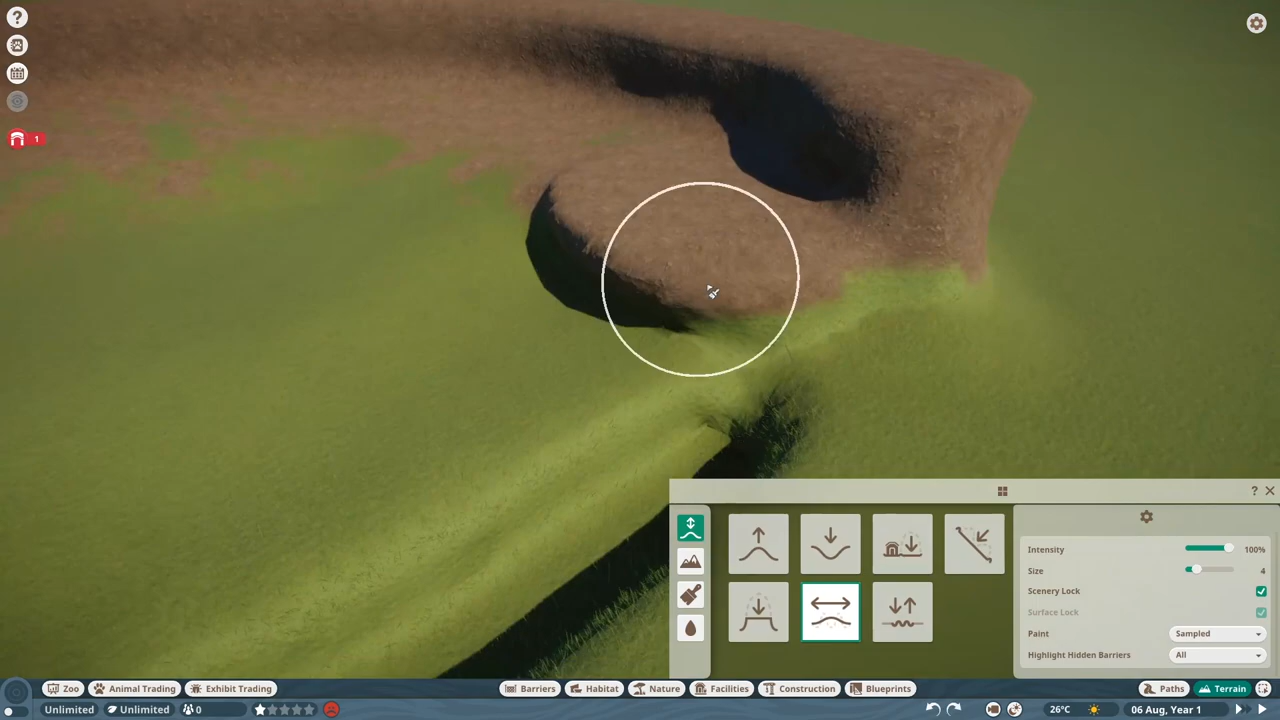 ?
1
?
Intensity 100%
Size 4
Scenery Lock
Surface Lock
Paint Sampled
Highlight Hidden Barriers All
Zoo Animal Trading Exhibit Trading Barriers Habitat Nature Facilities Construction Blueprints Paths Terrain
Unlimited Unlimited 0 26°C 06 Aug, Year 1